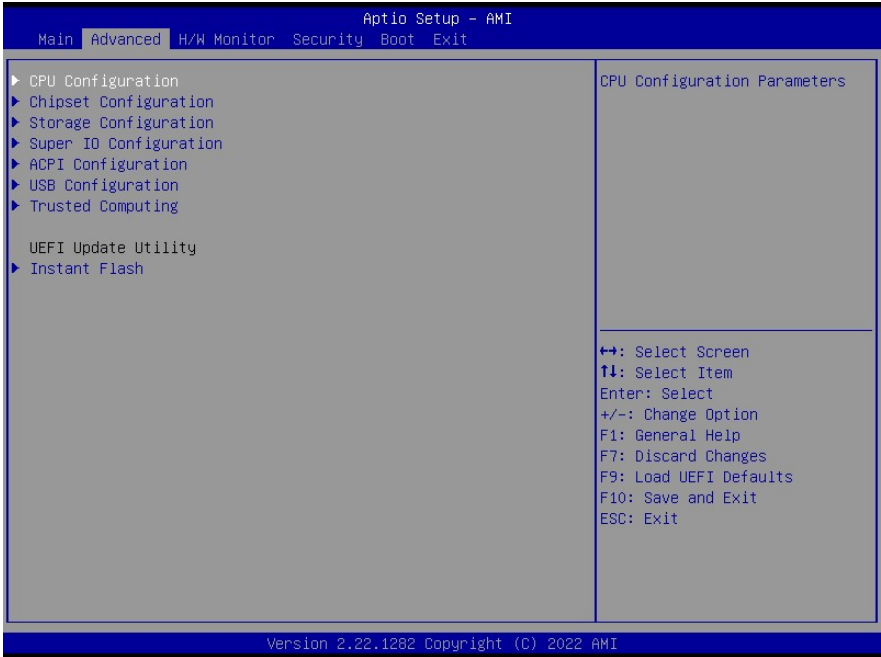 Aptio Setup - AMI
Main Advanced H/W Monitor Security Boot Exit
CPU Configuration
Chipset Configuration
Storage Configuration
Super IO Configuration
ACPI Configuration
USB Configuration
Trusted Computing
UEFI Update Utility
Instant Flash
CPU Configuration Parameters
↔: Select Screen
↑↓: Select Item
Enter: Select
+/-: Change Option
F1: General Help
F7: Discard Changes
F9: Load UEFI Defaults
F10: Save and Exit
ESC: Exit
Version 2.22.1282 Copyright (C) 2022 AMI